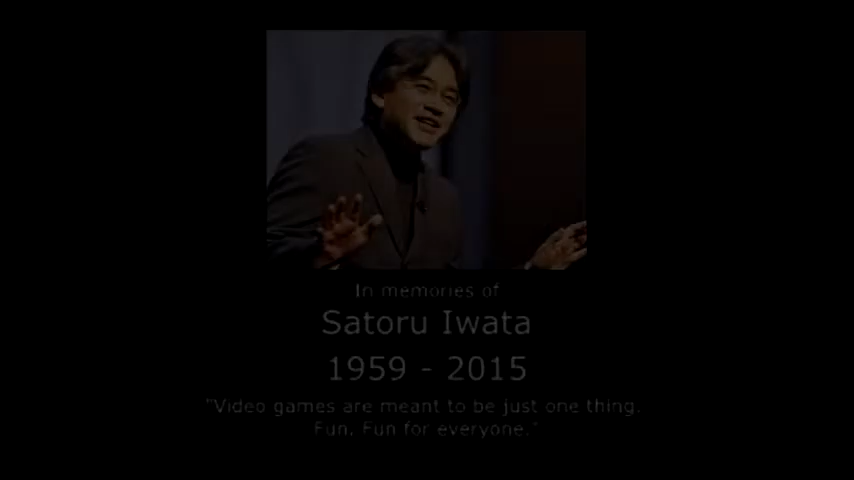 In memories of
Satoru Iwata
1959 - 2015
"Video games are meant to be just one thing.
Fun, Fun for everyone."